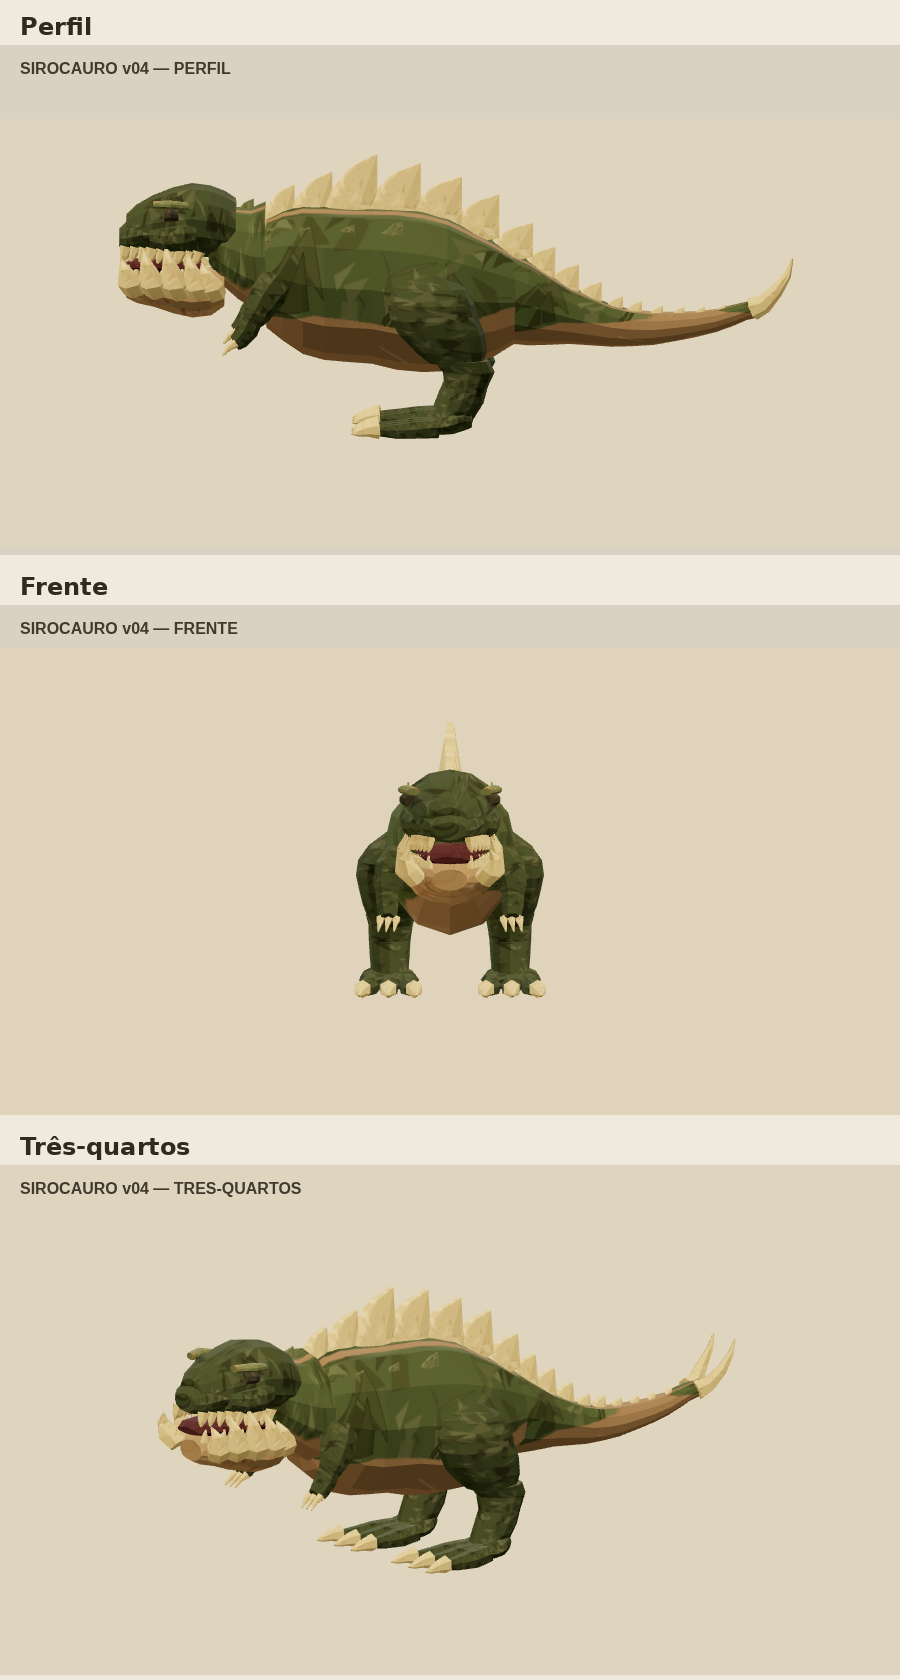 Perfil
SIROCAURO v04 — PERFIL
Frente
SIROCAURO v04 — FRENTE
Três-quartos
SIROCAURO v04 — TRES-QUARTOS